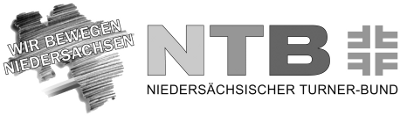 WIR BEWEGEN
NIEDERSACHSEN
NTB
NIEDERSÄCHSISCHER TURNER-BUND